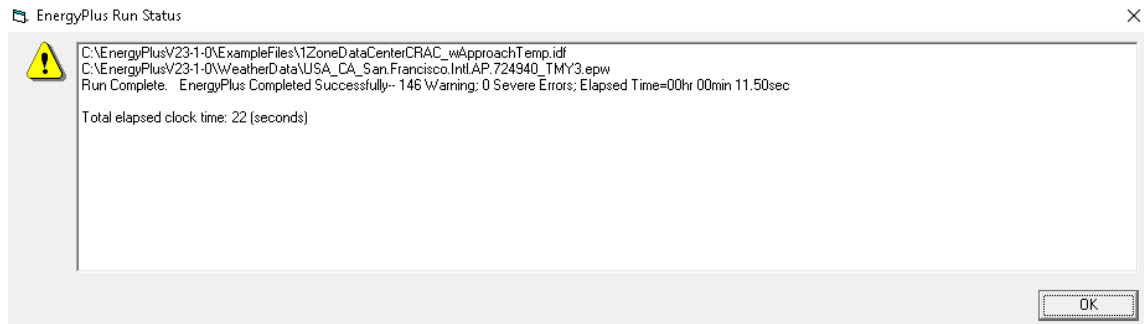 EnergyPlus Run Status
C:\EnergyPlusV23-1-0\ExampleFiles\1ZoneDataCenterCRAC_wApproachTemp.idf
C:\EnergyPlusV23-1-0\WeatherData\USA_CA_San.Francisco.Intl.AP.724940_TMY3.epw
Run Complete.   EnergyPlus Completed Successfully-- 146 Warning; 0 Severe Errors; Elapsed Time=00hr 00min 11.50sec
Total elapsed clock time: 22 (seconds)
OK